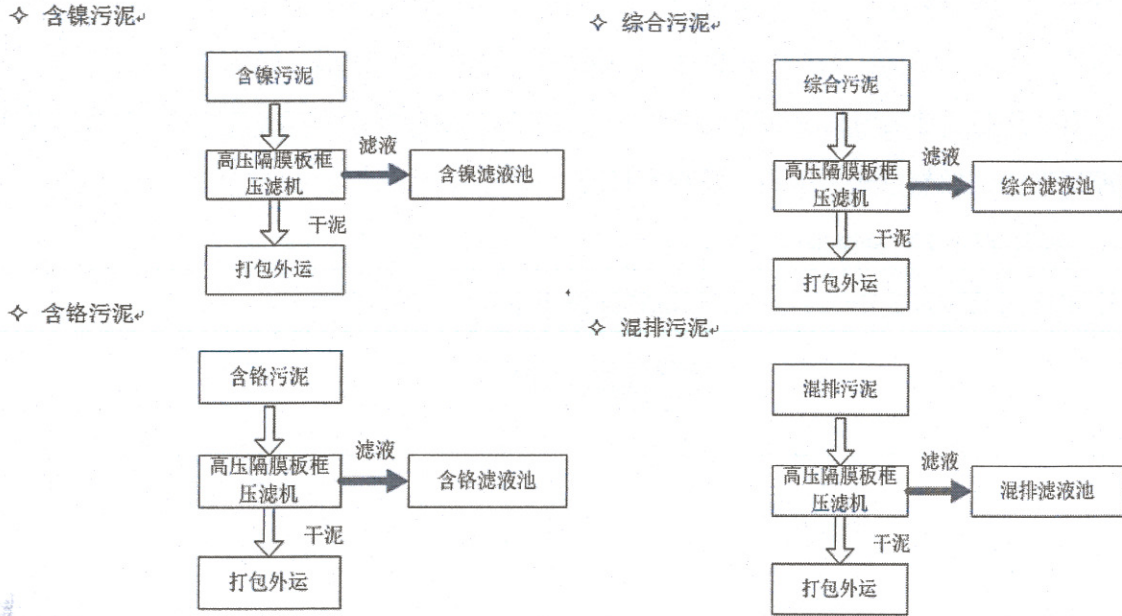 ✧ 含镍污泥
含镍污泥
高压隔膜板框
压滤机
滤液
含镍滤液池
干泥
打包外运
✧ 综合污泥
综合污泥
高压隔膜板框
压滤机
滤液
综合滤液池
干泥
打包外运
✧ 含铬污泥
含铬污泥
高压隔膜板框
压滤机
滤液
含铬滤液池
干泥
打包外运
✧ 混排污泥
混排污泥
高压隔膜板框
压滤机
滤液
混排滤液池
干泥
打包外运